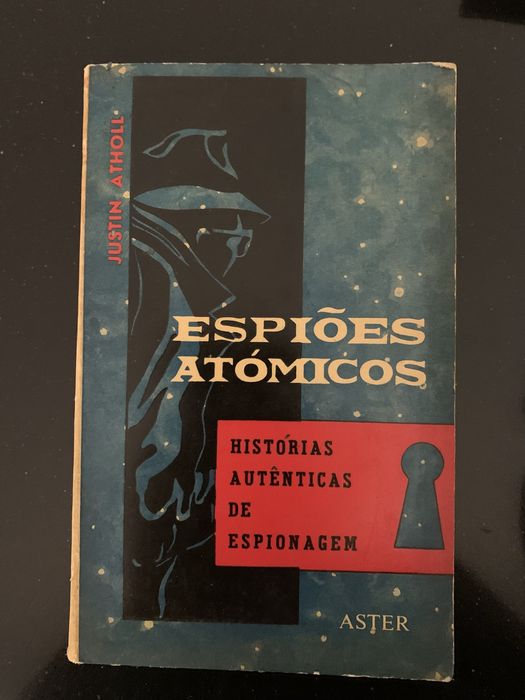 JUSTIN ATHOLL
ESPIÕES
ATÓMICOS
HISTÓRIAS
AUTÊNTICAS
DE
ESPIONAGEM
ASTER